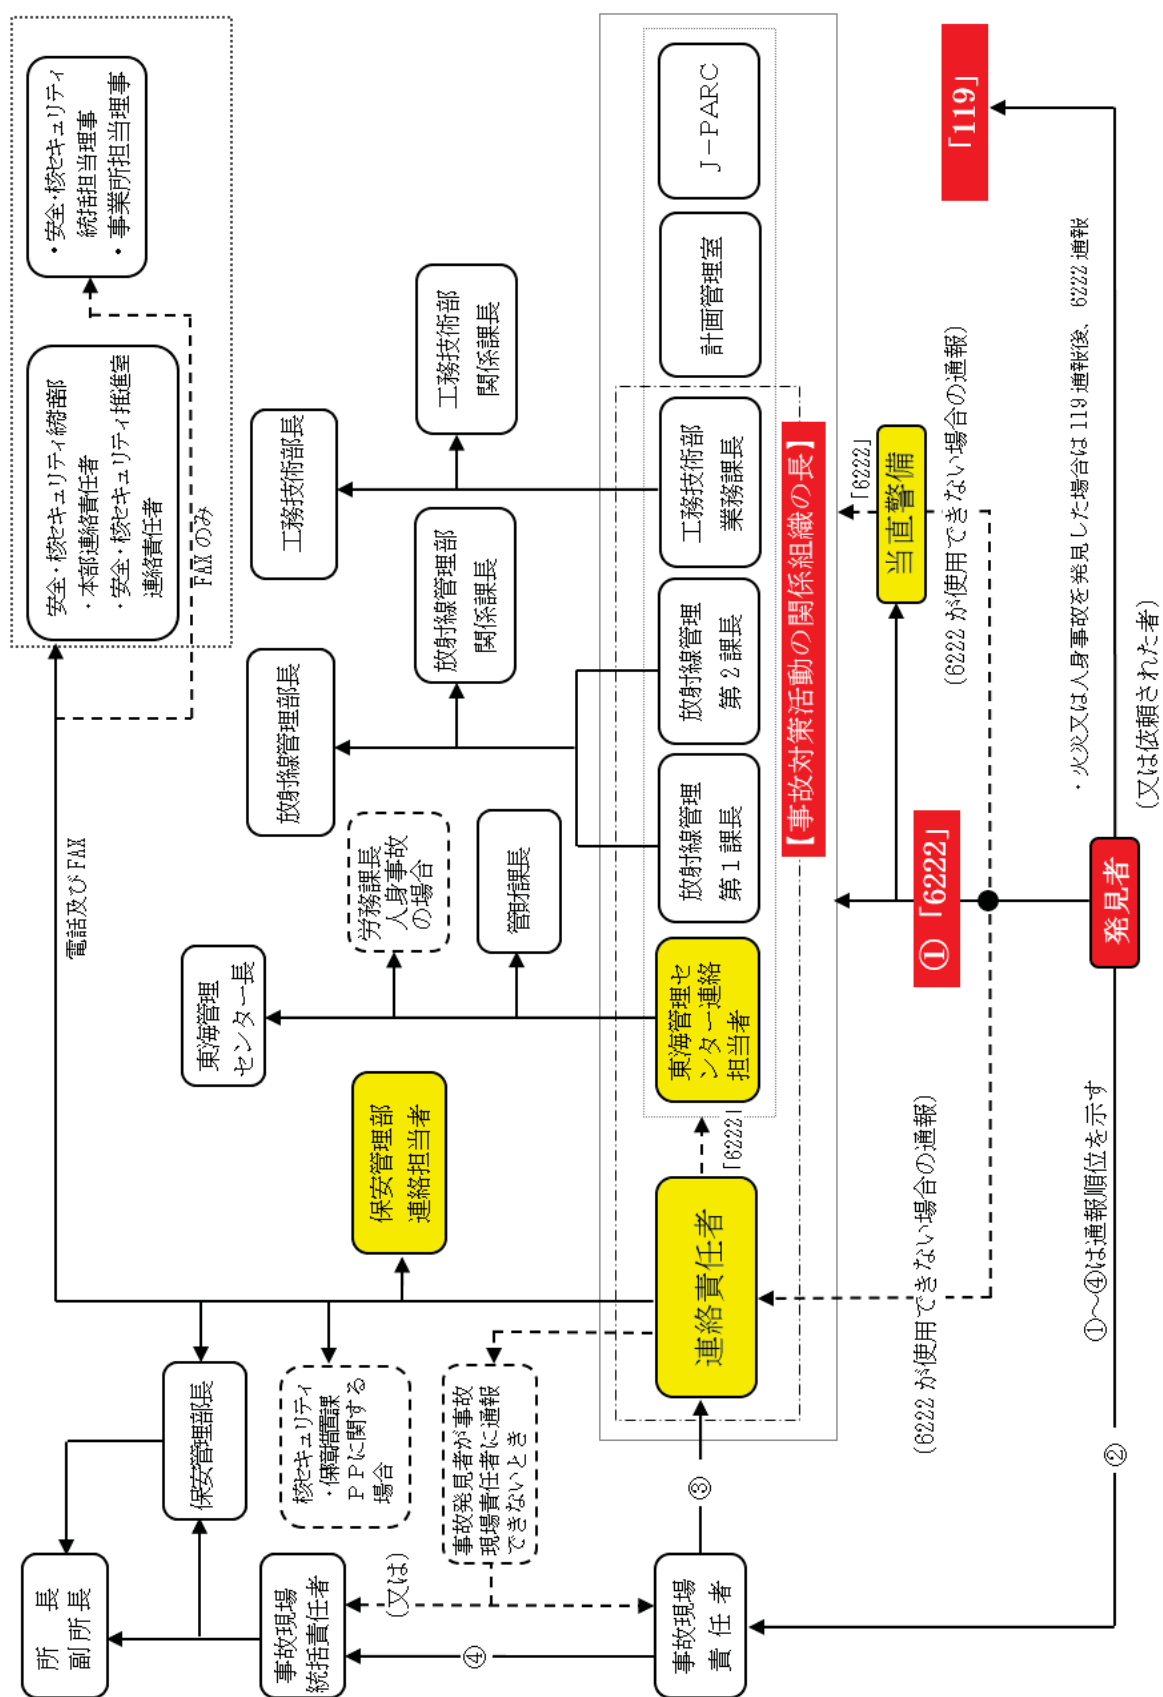 所　長
副所長
保安管理部長
電話及びFAX
安全・核セキュリティ統括部
・本部連絡責任者
・安全・核セキュリティ推進室
連絡責任者
FAXのみ
・安全・核セキュリティ
統括担当理事
・事業所担当理事
事故現場
統括責任者
核セキュリティ
・保障措置課
ＰＰに関する
場合
東海管理
センター長
放射線管理部長
工務技術部長
(又は)
④
事故発見者が事故
現場責任者に通報
できないとき
保安管理部
連絡担当者
労務課長
人身事故
の場合
管財課長
放射線管理部
関係課長
工務技術部
関係課長
事故現場
責 任 者
③
連絡責任者
「6222」
東海管理セ
ンター連絡
担当者
放射線管理
第１課長
放射線管理
第２課長
工務技術部
業務課長
計画管理室
J-PARC
【事故対策活動の関係組織の長】
「6222」
当直警備
(6222が使用できない場合の通報)
①「6222」
(6222が使用できない場合の通報)
「119」
②
①～④は通報順位を示す
発見者
(又は依頼された者)
・火災又は人身事故を発見した場合は119通報後、6222通報